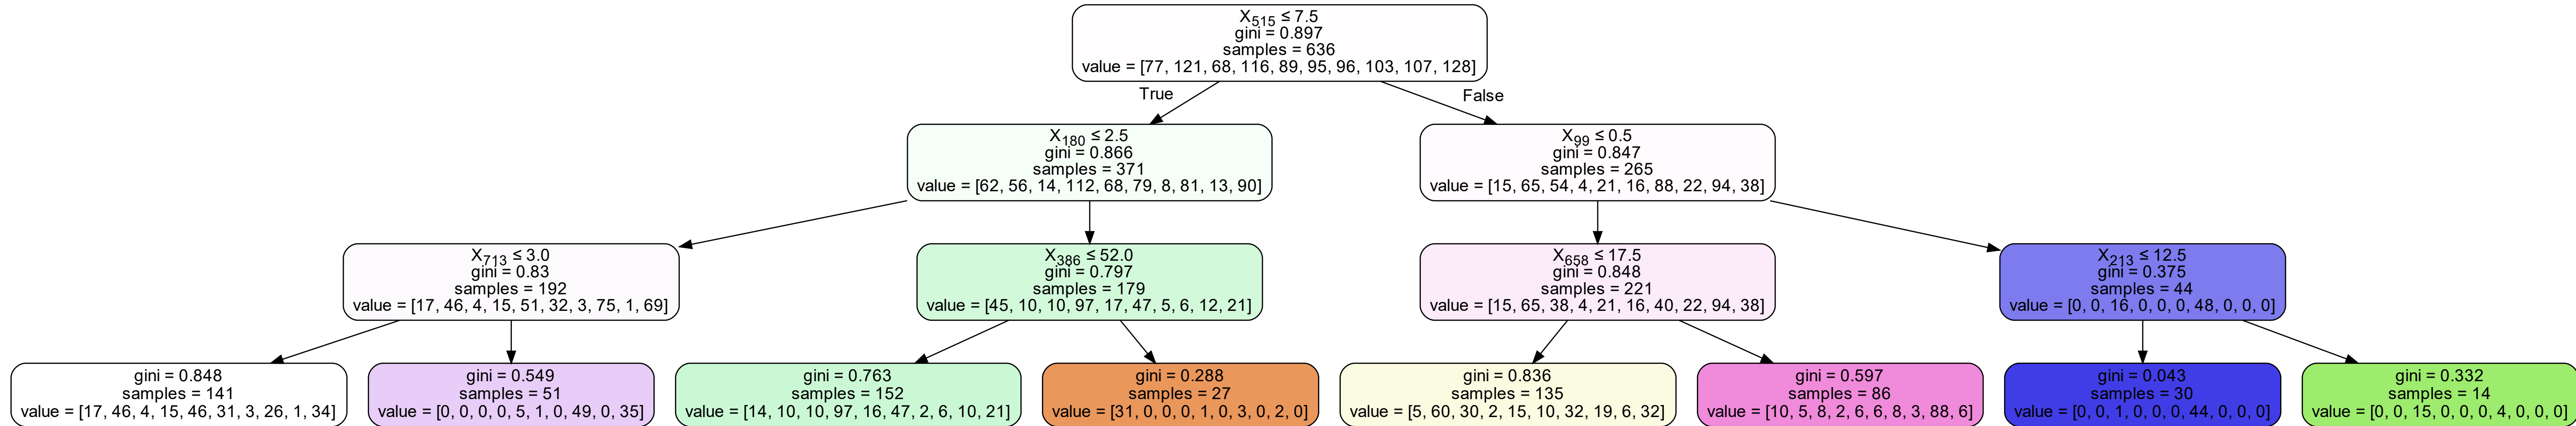 X515 ≤ 7.5
gini = 0.897
samples = 636
value = [77, 121, 68, 116, 89, 95, 96, 103, 107, 128]
True
False
X180 ≤ 2.5
gini = 0.866
samples = 371
value = [62, 56, 14, 112, 68, 79, 8, 81, 13, 90]
X99 ≤ 0.5
gini = 0.847
samples = 265
value = [15, 65, 54, 4, 21, 16, 88, 22, 94, 38]
X713 ≤ 3.0
gini = 0.83
samples = 192
value = [17, 46, 4, 15, 51, 32, 3, 75, 1, 69]
X386 ≤ 52.0
gini = 0.797
samples = 179
value = [45, 10, 10, 97, 17, 47, 5, 6, 12, 21]
X658 ≤ 17.5
gini = 0.848
samples = 221
value = [15, 65, 38, 4, 21, 16, 40, 22, 94, 38]
X213 ≤ 12.5
gini = 0.375
samples = 44
value = [0, 0, 16, 0, 0, 0, 48, 0, 0, 0]
gini = 0.848
samples = 141
value = [17, 46, 4, 15, 46, 31, 3, 26, 1, 34]
gini = 0.549
samples = 51
value = [0, 0, 0, 0, 5, 1, 0, 49, 0, 35]
gini = 0.763
samples = 152
value = [14, 10, 10, 97, 16, 47, 2, 6, 10, 21]
gini = 0.288
samples = 27
value = [31, 0, 0, 0, 1, 0, 3, 0, 2, 0]
gini = 0.836
samples = 135
value = [5, 60, 30, 2, 15, 10, 32, 19, 6, 32]
gini = 0.597
samples = 86
value = [10, 5, 8, 2, 6, 6, 8, 3, 88, 6]
gini = 0.043
samples = 30
value = [0, 0, 1, 0, 0, 0, 44, 0, 0, 0]
gini = 0.332
samples = 14
value = [0, 0, 15, 0, 0, 0, 4, 0, 0, 0]